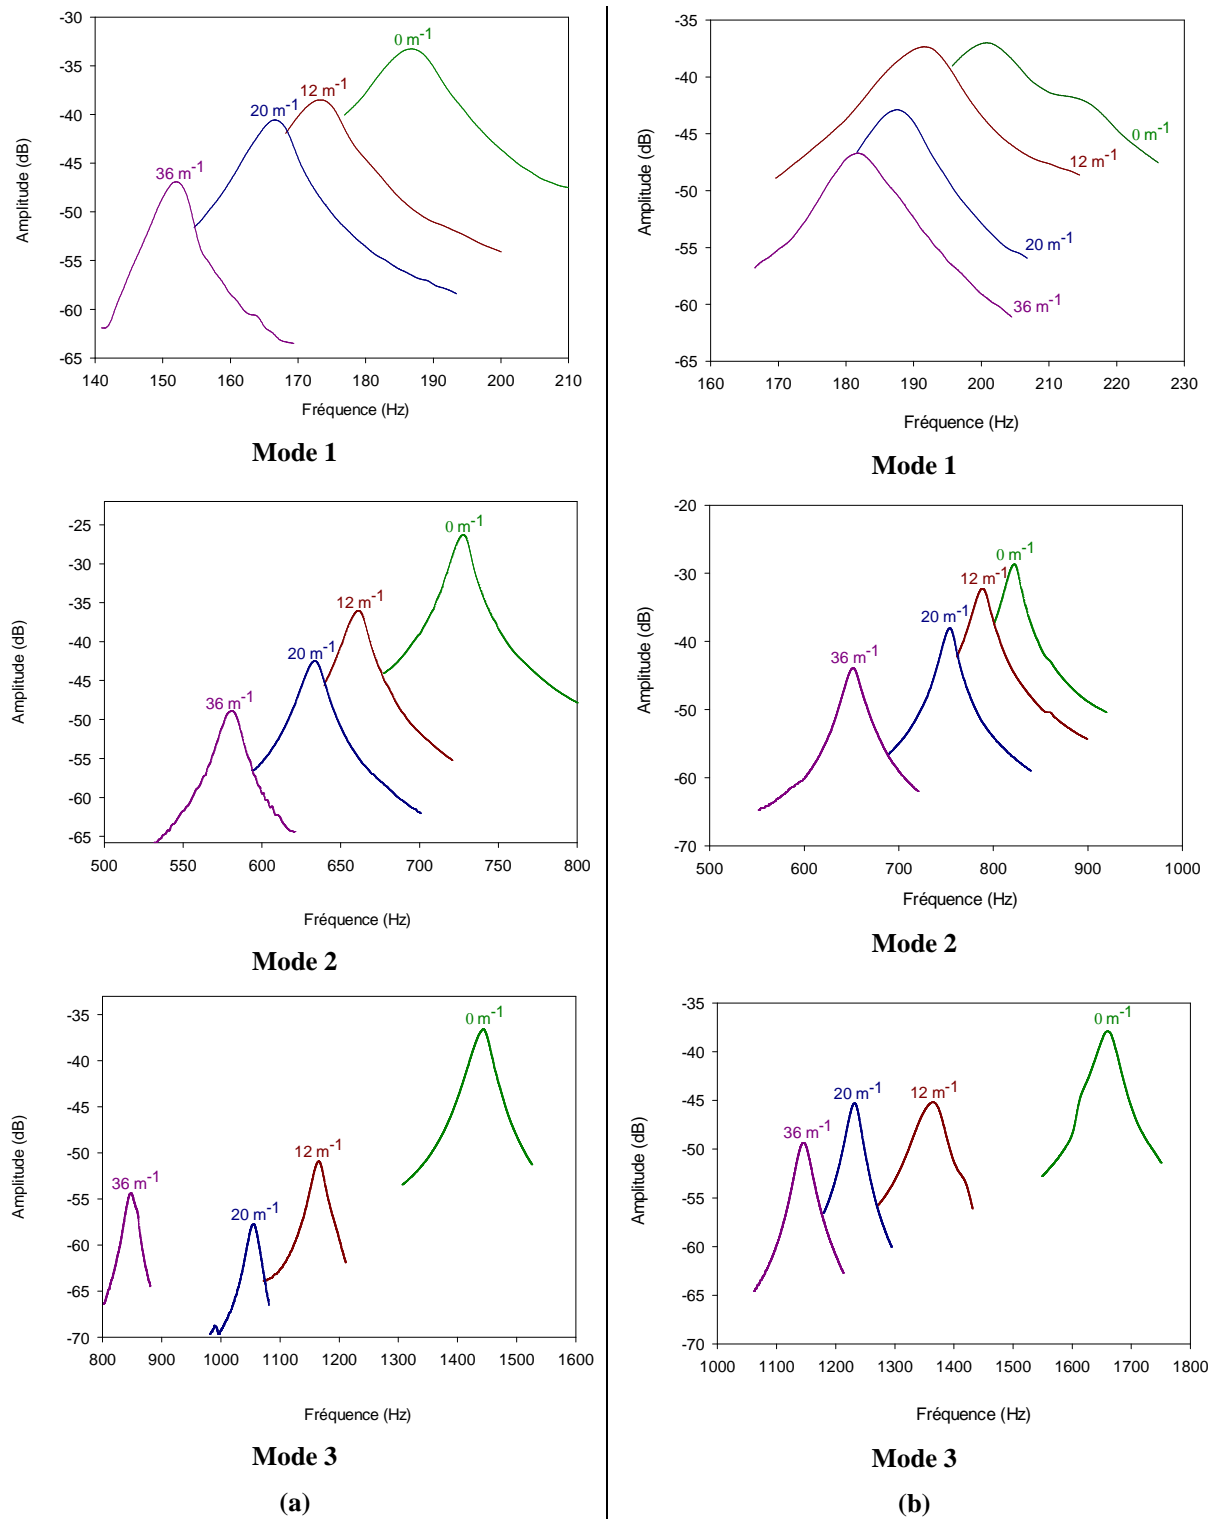 -30
-35
-40
-45
-50
-55
-60
-65
Amplitude (dB)
0 m-1
12 m-1
20 m-1
36 m-1
140 150 160 170 180 190 200 210
Fréquence (Hz)
Mode 1
-25
-30
-35
-40
-45
-50
-55
-60
-65
Amplitude (dB)
0 m-1
12 m-1
20 m-1
36 m-1
500 550 600 650 700 750 800
Fréquence (Hz)
Mode 2
-35
-40
-45
-50
-55
-60
-65
-70
Amplitude (dB)
0 m-1
12 m-1
36 m-1
20 m-1
800 900 1000 1100 1200 1300 1400 1500 1600
Fréquence (Hz)
Mode 3
(a)
-35
-40
-45
-50
-55
-60
-65
Amplitude (dB)
0 m-1
12 m-1
20 m-1
36 m-1
160 170 180 190 200 210 220 230
Fréquence (Hz)
Mode 1
-20
-30
-40
-50
-60
-70
Amplitude (dB)
0 m-1
12 m-1
20 m-1
36 m-1
500 600 700 800 900 1000
Fréquence (Hz)
Mode 2
-35
-40
-45
-50
-55
-60
-65
-70
Amplitude (dB)
0 m-1
20 m-1
12 m-1
36 m-1
1000 1100 1200 1300 1400 1500 1600 1700 1800
Fréquence (Hz)
Mode 3
(b)